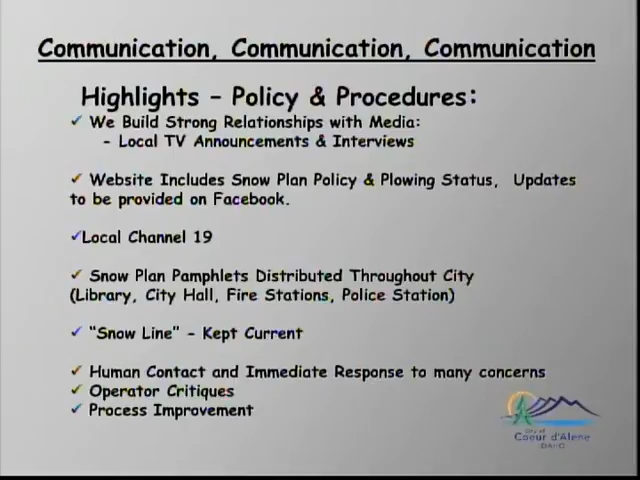 Communication, Communication, Communication
Highlights – Policy & Procedures:
✓ We Build Strong Relationships with Media:
– Local TV Announcements & Interviews
✓ Website Includes Snow Plan Policy & Plowing Status,  Updates
to be provided on Facebook.
✓Local Channel 19
✓ Snow Plan Pamphlets Distributed Throughout City
(Library, City Hall, Fire Stations, Police Station)
✓ “Snow Line” – Kept Current
✓ Human Contact and Immediate Response to many concerns
✓ Operator Critiques
✓ Process Improvement
City of
Coeur d'Alene
IDAHO